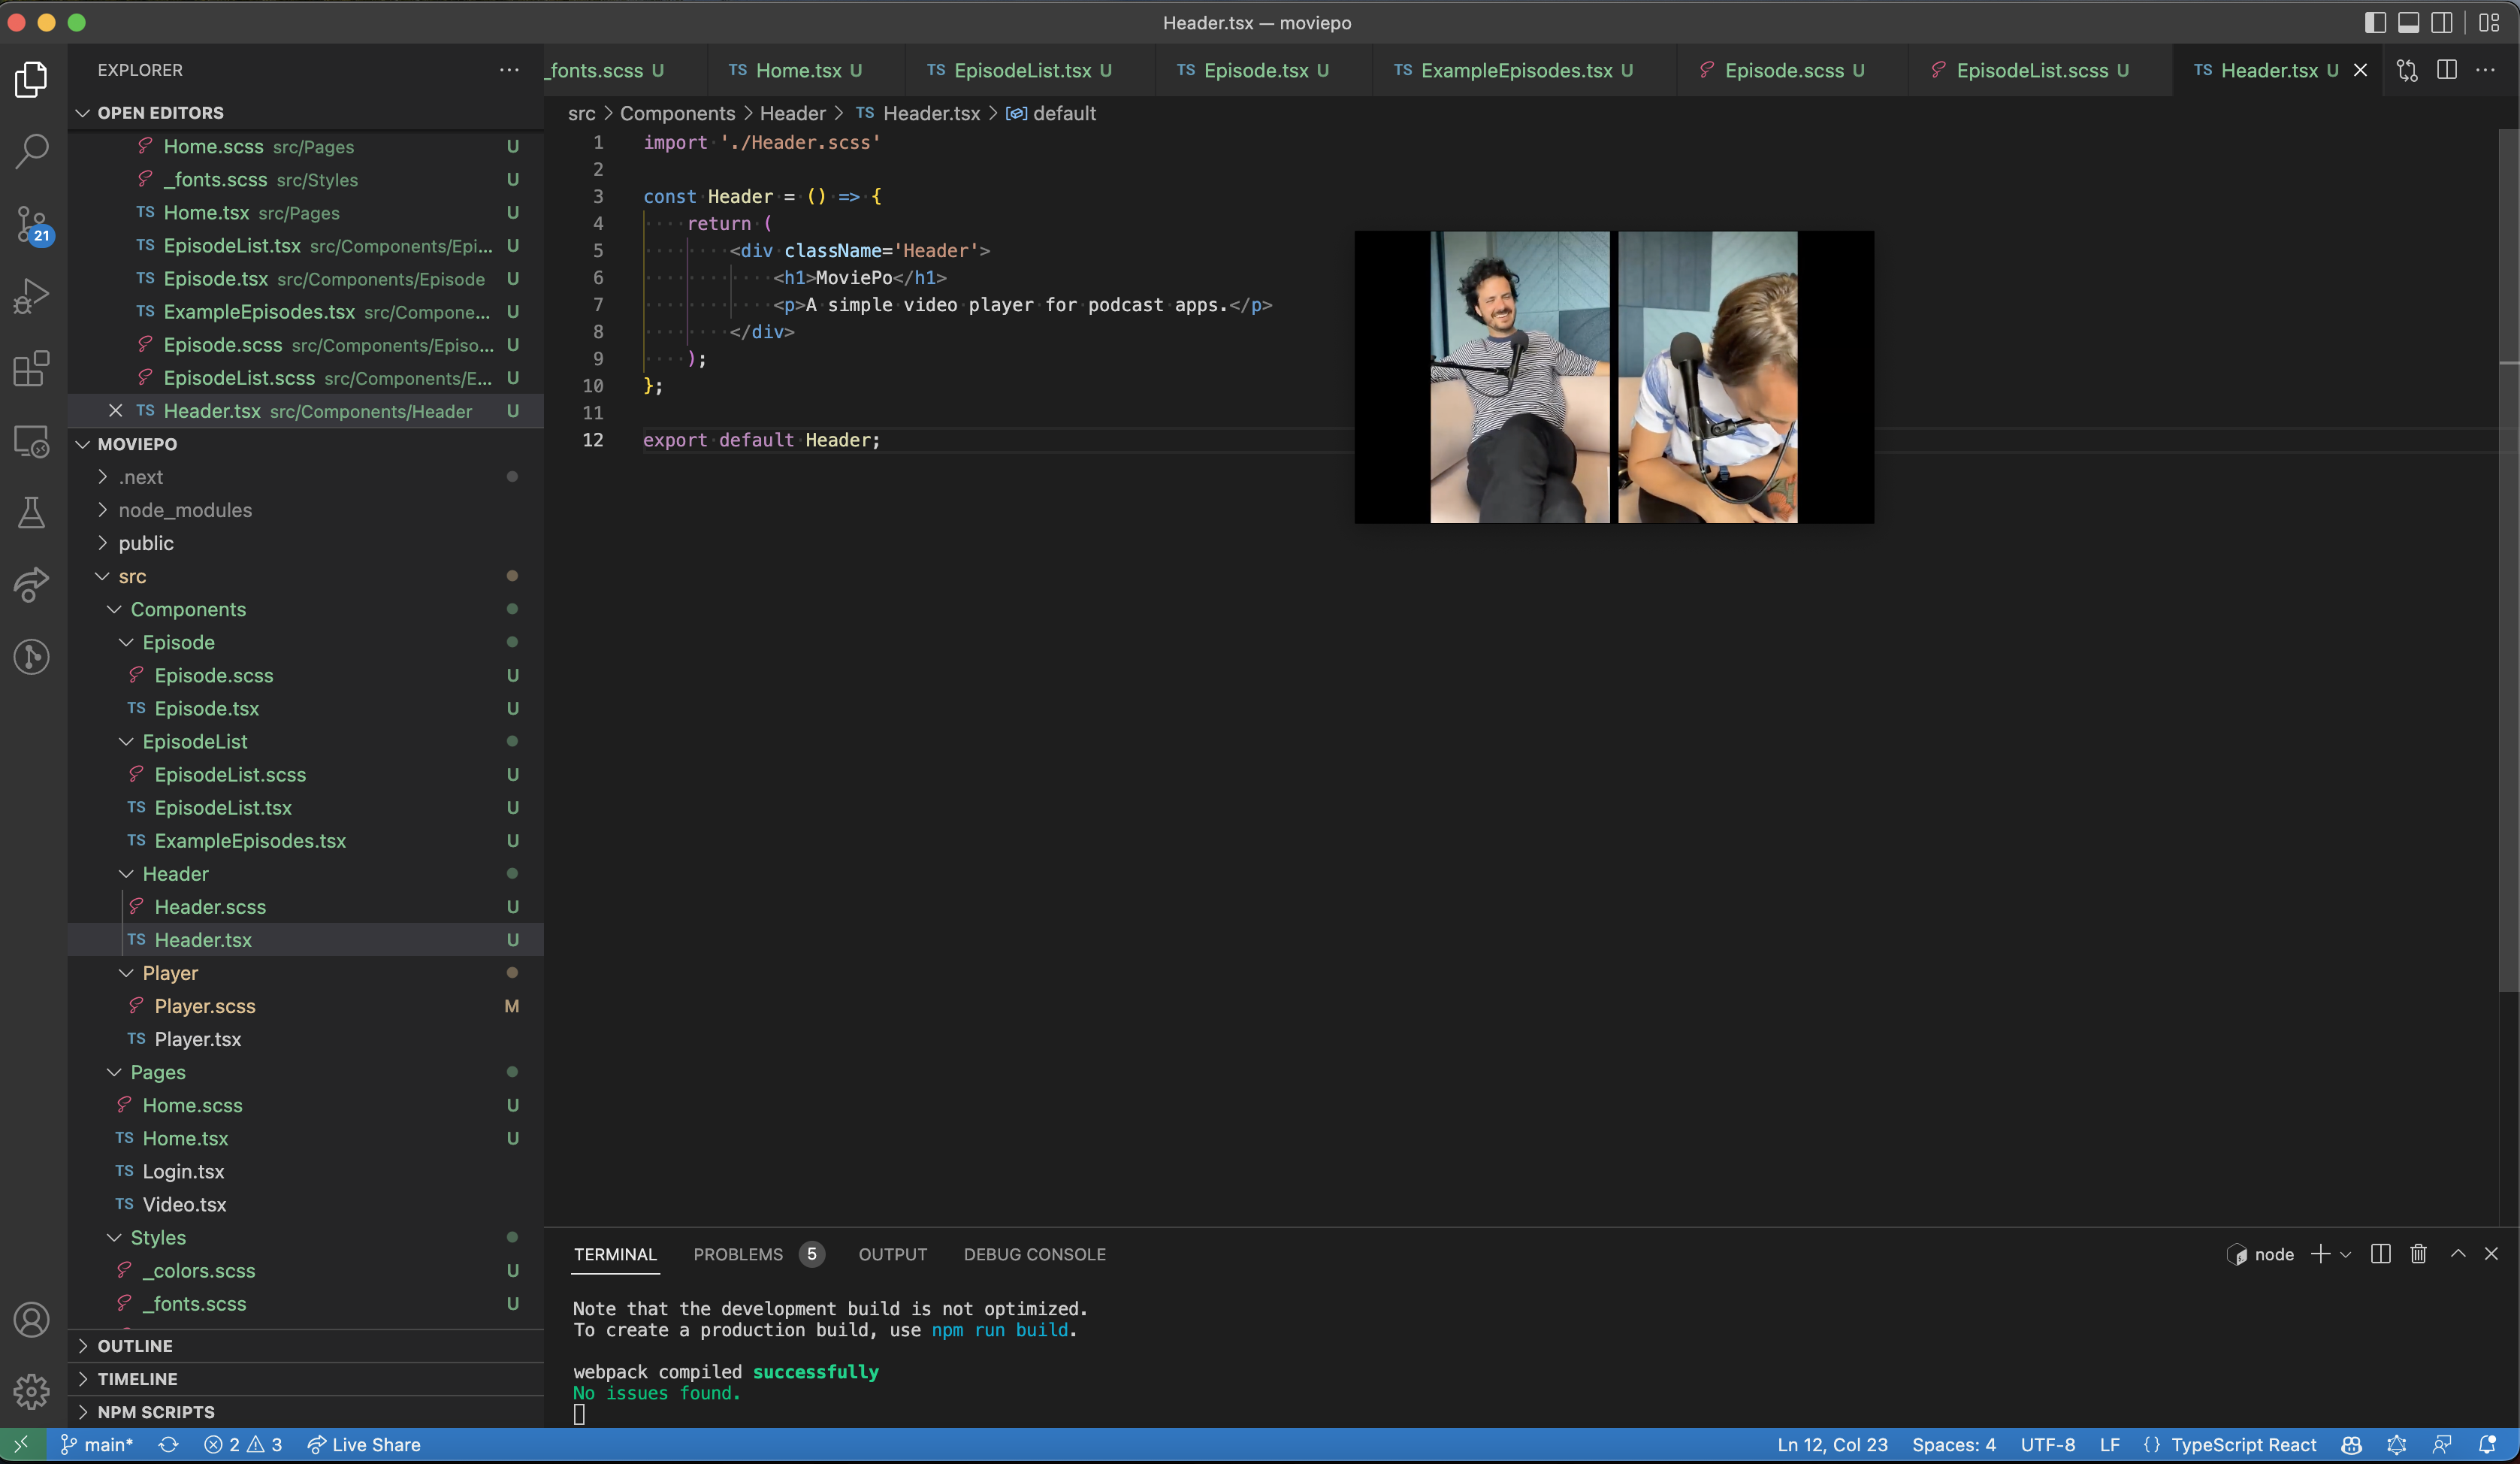 Header.tsx — moviepo
EXPLORER
OPEN EDITORS
Home.scss src/Pages U
_fonts.scss src/Styles U
TS Home.tsx src/Pages U
TS EpisodeList.tsx src/Components/Epi... U
TS Episode.tsx src/Components/Episode U
TS ExampleEpisodes.tsx src/Compone... U
Episode.scss src/Components/Episo... U
EpisodeList.scss src/Components/E... U
TS Header.tsx src/Components/Header U
MOVIEPO
.next
node_modules
public
src
Components
Episode
Episode.scss U
TS Episode.tsx U
EpisodeList
EpisodeList.scss U
TS EpisodeList.tsx U
TS ExampleEpisodes.tsx U
Header
Header.scss U
TS Header.tsx U
Player
Player.scss M
TS Player.tsx
Pages
Home.scss U
TS Home.tsx U
TS Login.tsx
TS Video.tsx
Styles
_colors.scss U
_fonts.scss U
OUTLINE
TIMELINE
NPM SCRIPTS
21
_fonts.scss U TS Home.tsx U TS EpisodeList.tsx U TS Episode.tsx U TS ExampleEpisodes.tsx U Episode.scss U EpisodeList.scss U TS Header.tsx U
src > Components > Header > TS Header.tsx > default
1 import './Header.scss'
2
3 const Header = () => {
4 return (
5 <div className='Header'>
6 <h1>MoviePo</h1>
7 <p>A simple video player for podcast apps.</p>
8 </div>
9 );
10 };
11
12 export default Header;
TERMINAL PROBLEMS 5 OUTPUT DEBUG CONSOLE node
Note that the development build is not optimized.
To create a production build, use npm run build.
webpack compiled successfully
No issues found.
main* 2 3 Live Share Ln 12, Col 23 Spaces: 4 UTF-8 LF {} TypeScript React